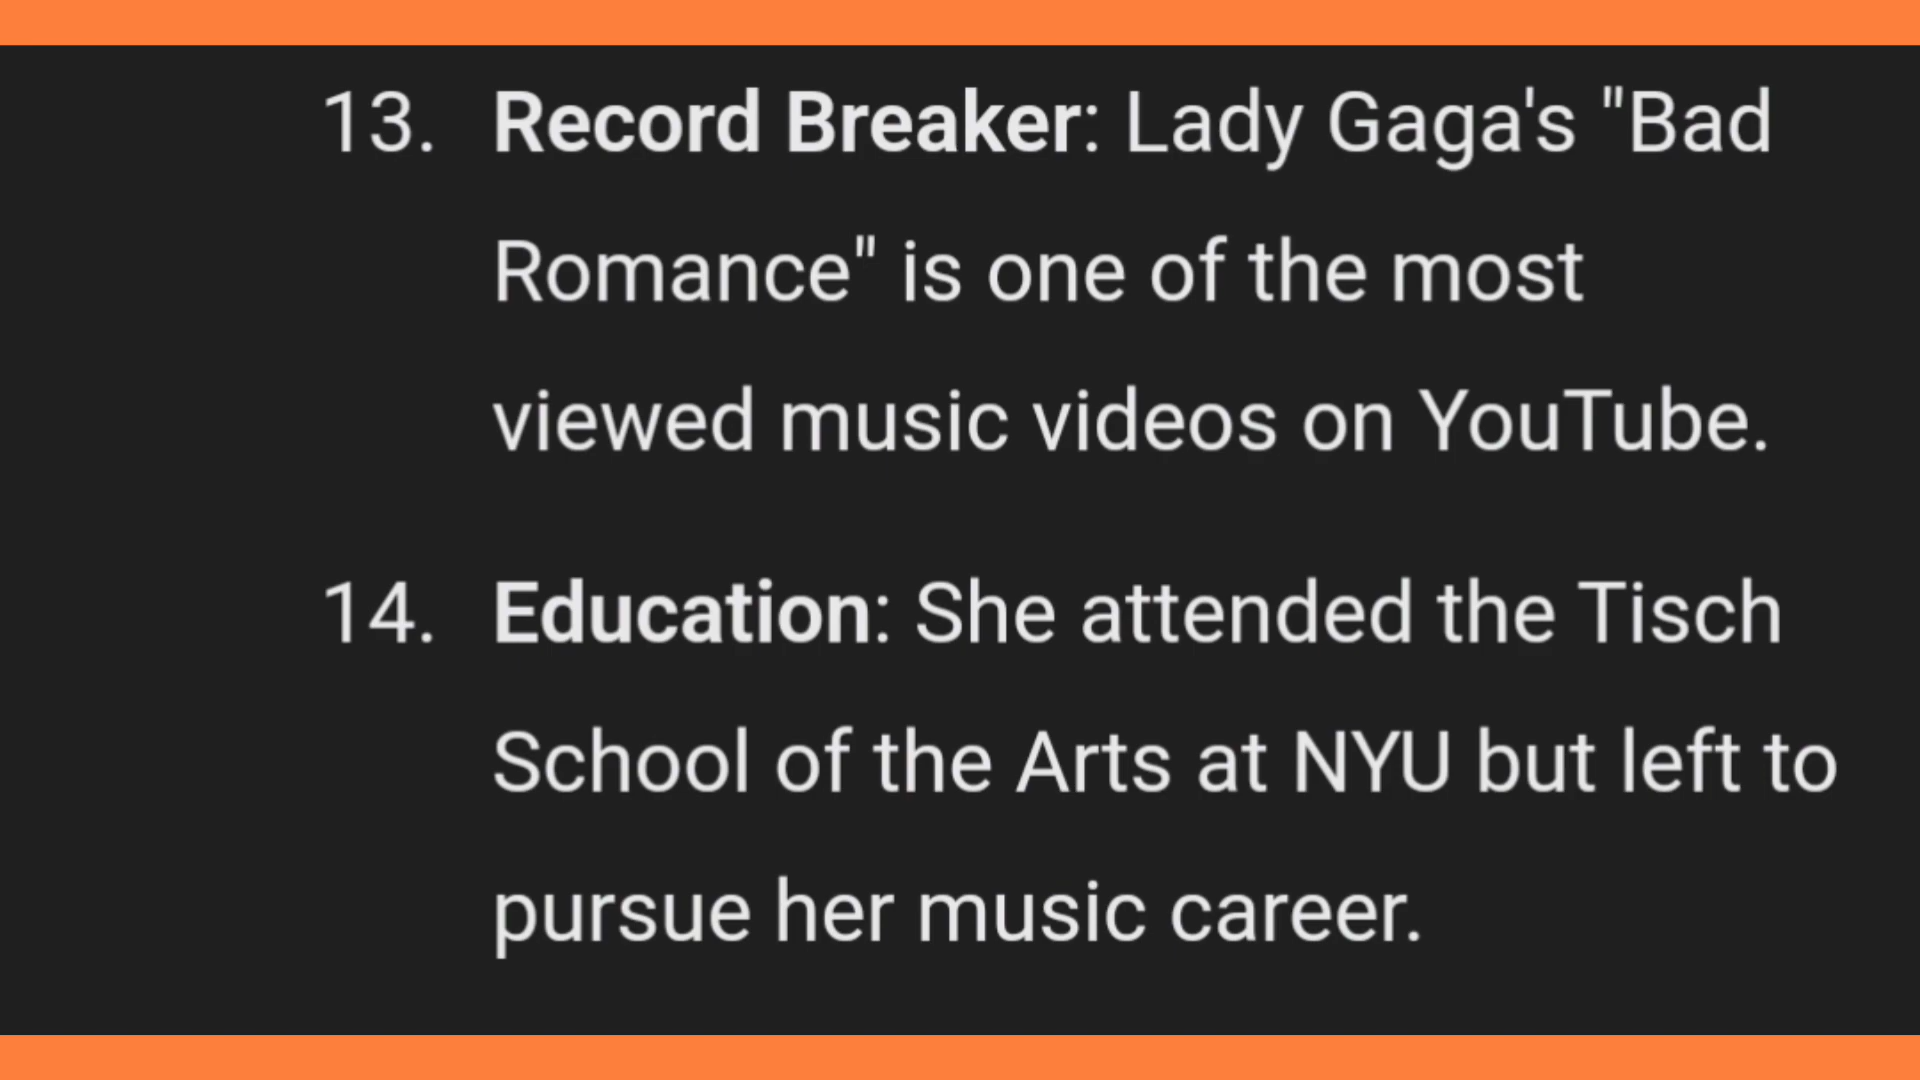 13. Record Breaker: Lady Gaga's "Bad
Romance" is one of the most
viewed music videos on YouTube.
14. Education: She attended the Tisch
School of the Arts at NYU but left to
pursue her music career.